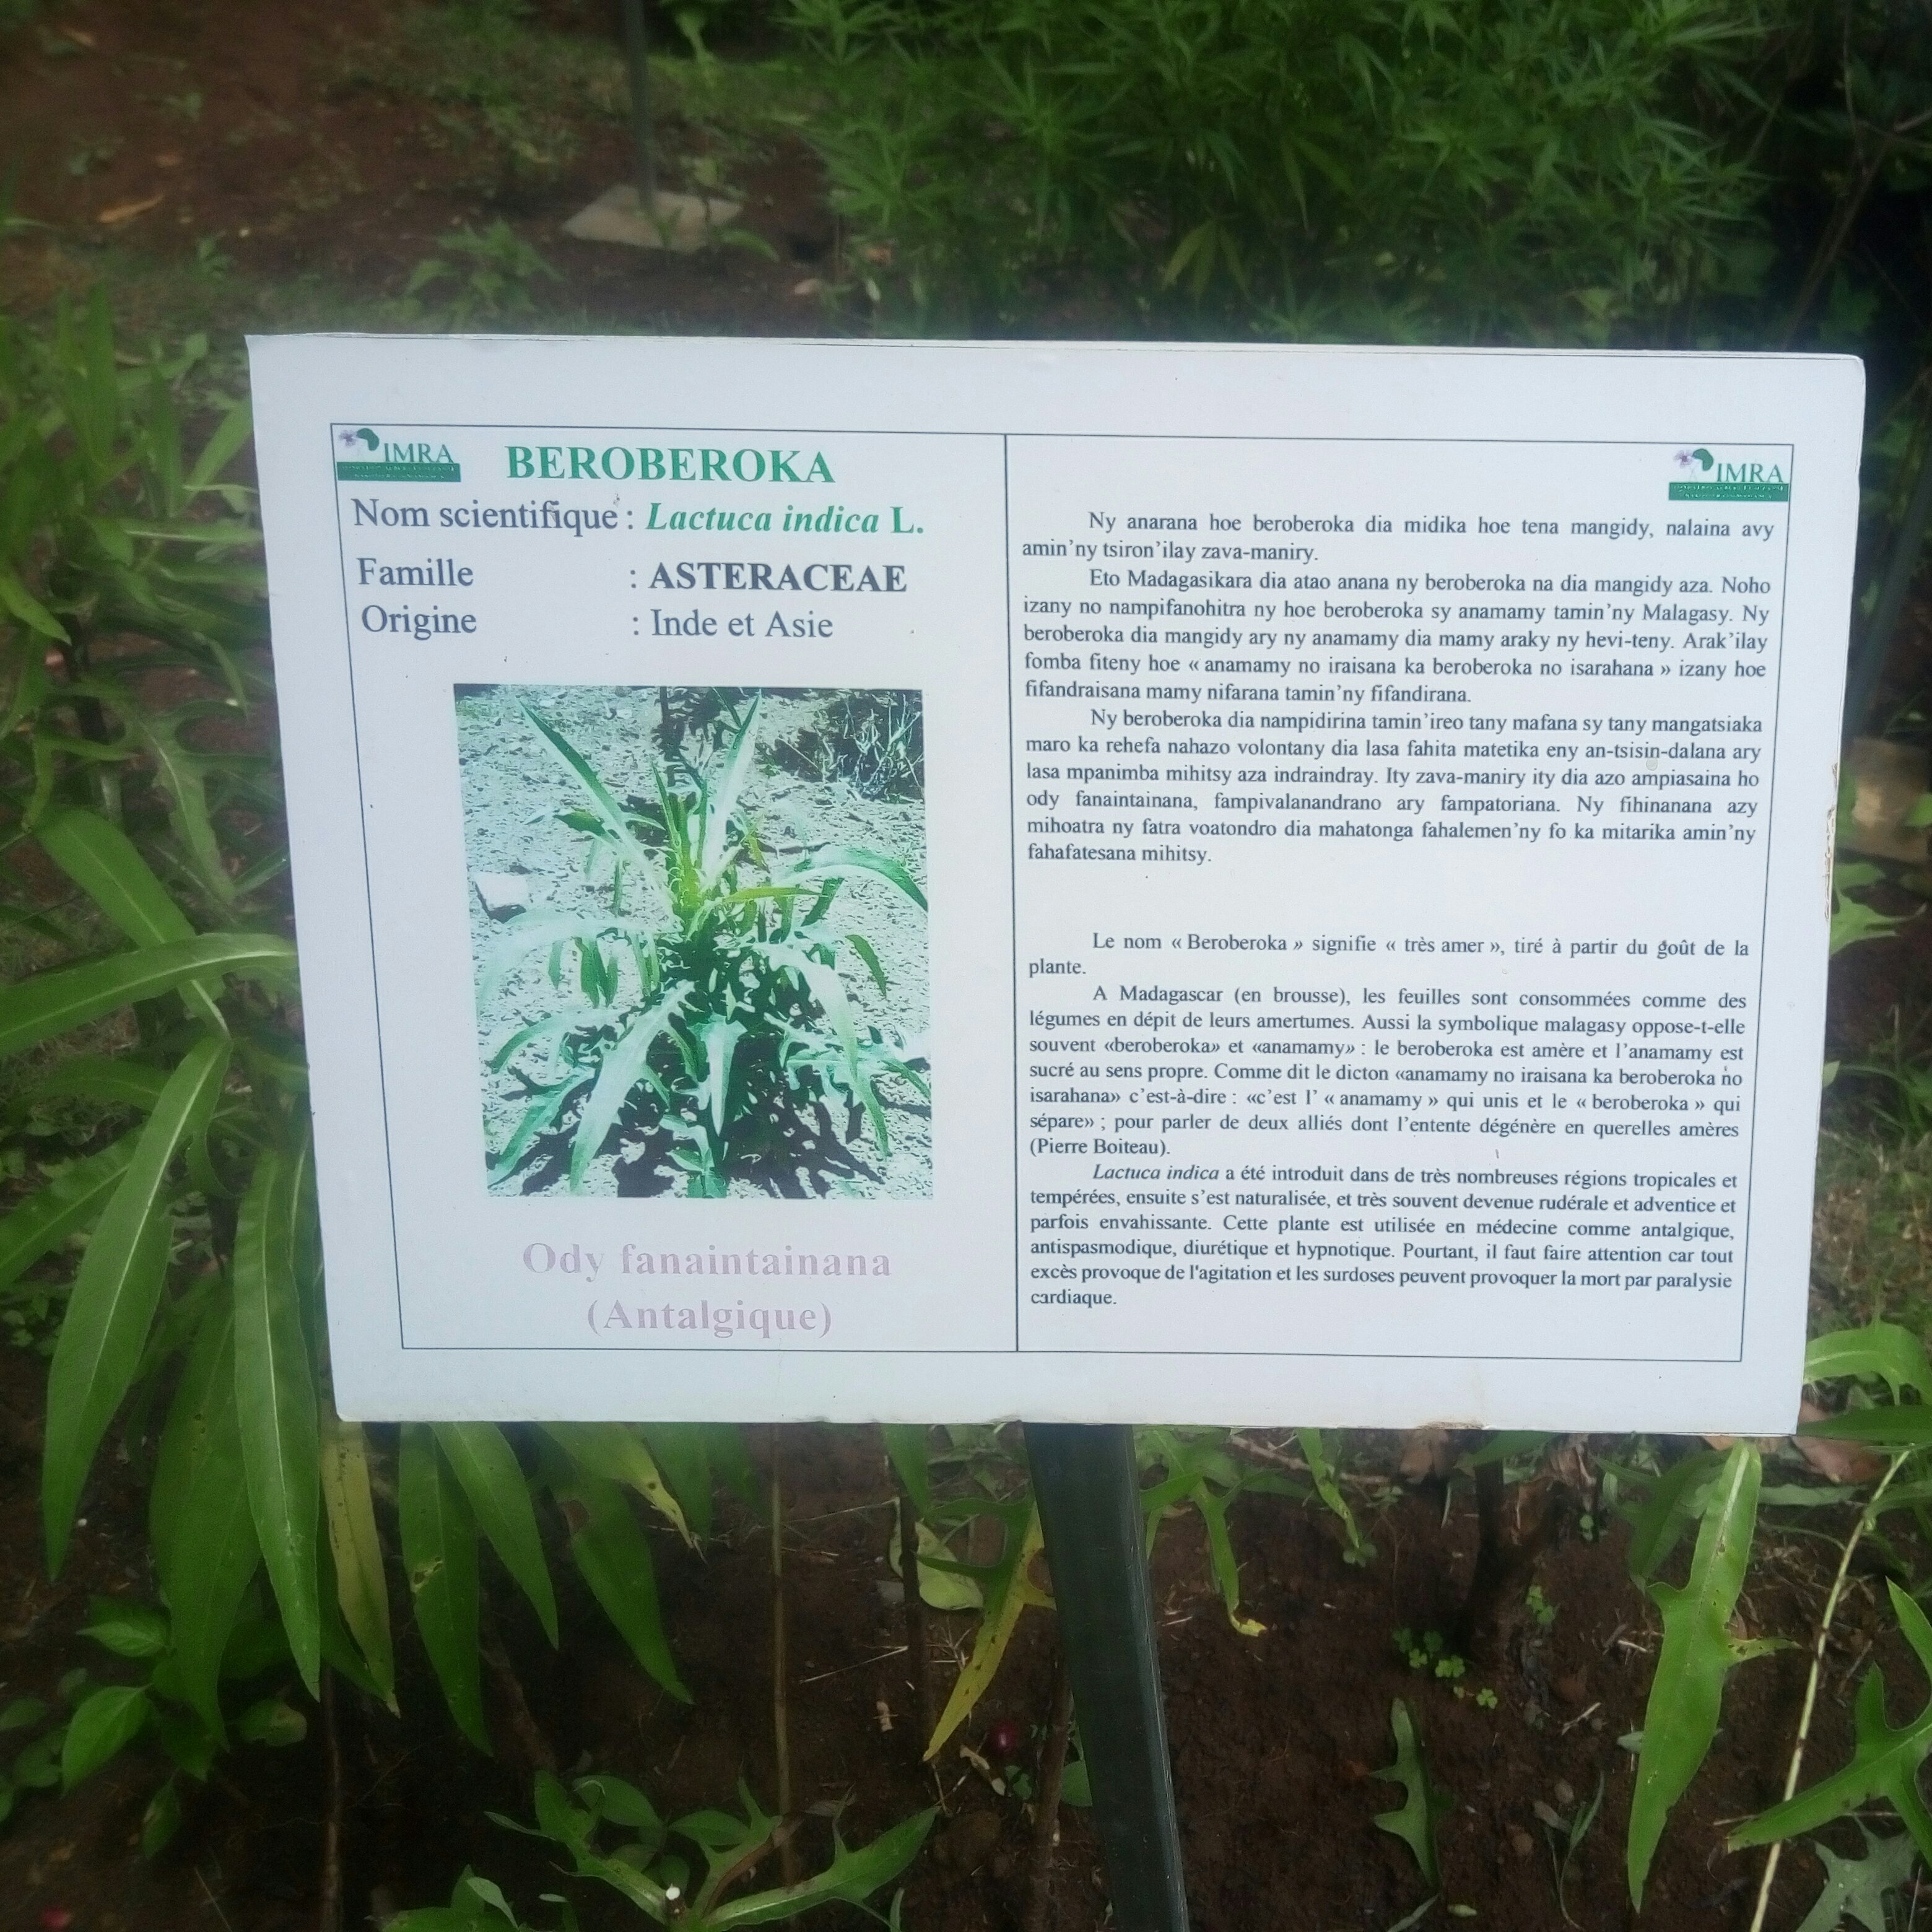 IMRA
BEROBEROKA
Nom scientifique : Lactuca indica L.
Famille : ASTERACEAE
Origine : Inde et Asie
Ody fanaintainana
(Antalgique)
IMRA
Ny anarana hoe beroberoka dia midika hoe tena mangidy, nalaina avy
amin'ny tsiron'ilay zava-maniry.
Eto Madagasikara dia atao anana ny beroberoka na dia mangidy aza. Noho
izany no nampifanohitra ny hoe beroberoka sy anamamy tamin'ny Malagasy. Ny
beroberoka dia mangidy ary ny anamamy dia mamy araky ny hevi-teny. Arak'ilay
fomba fiteny hoe « anamamy no iraisana ka beroberoka no isarahana » izany hoe
fifandraisana mamy nifarana tamin'ny fifandirana.
Ny beroberoka dia nampidirina tamin'ireo tany mafana sy tany mangatsiaka
maro ka rehefa nahazo volontany dia lasa fahita matetika eny an-tsisin-dalana ary
lasa mpanimba mihitsy aza indraindray. Ity zava-maniry ity dia azo ampiasaina ho
ody fanaintainana, fampivalanandrano ary fampatoriana. Ny fihinanana azy
mihoatra ny fatra voatondro dia mahatonga fahalemen'ny fo ka mitarika amin'ny
fahafatesana mihitsy.
Le nom « Beroberoka » signifie « très amer », tiré à partir du goût de la
plante.
A Madagascar (en brousse), les feuilles sont consommées comme des
légumes en dépit de leurs amertumes. Aussi la symbolique malagasy oppose-t-elle
souvent «beroberoka» et «anamamy» : le beroberoka est amère et l'anamamy est
sucré au sens propre. Comme dit le dicton «anamamy no iraisana ka beroberoka no
isarahana» c'est-à-dire : «c'est l' « anamamy » qui unis et le « beroberoka » qui
sépare» ; pour parler de deux alliés dont l'entente dégénère en querelles amères
(Pierre Boiteau).
Lactuca indica a été introduit dans de très nombreuses régions tropicales et
tempérées, ensuite s'est naturalisée, et très souvent devenue rudérale et adventice et
parfois envahissante. Cette plante est utilisée en médecine comme antalgique,
antispasmodique, diurétique et hypnotique. Pourtant, il faut faire attention car tout
excès provoque de l'agitation et les surdoses peuvent provoquer la mort par paralysie
cardiaque.